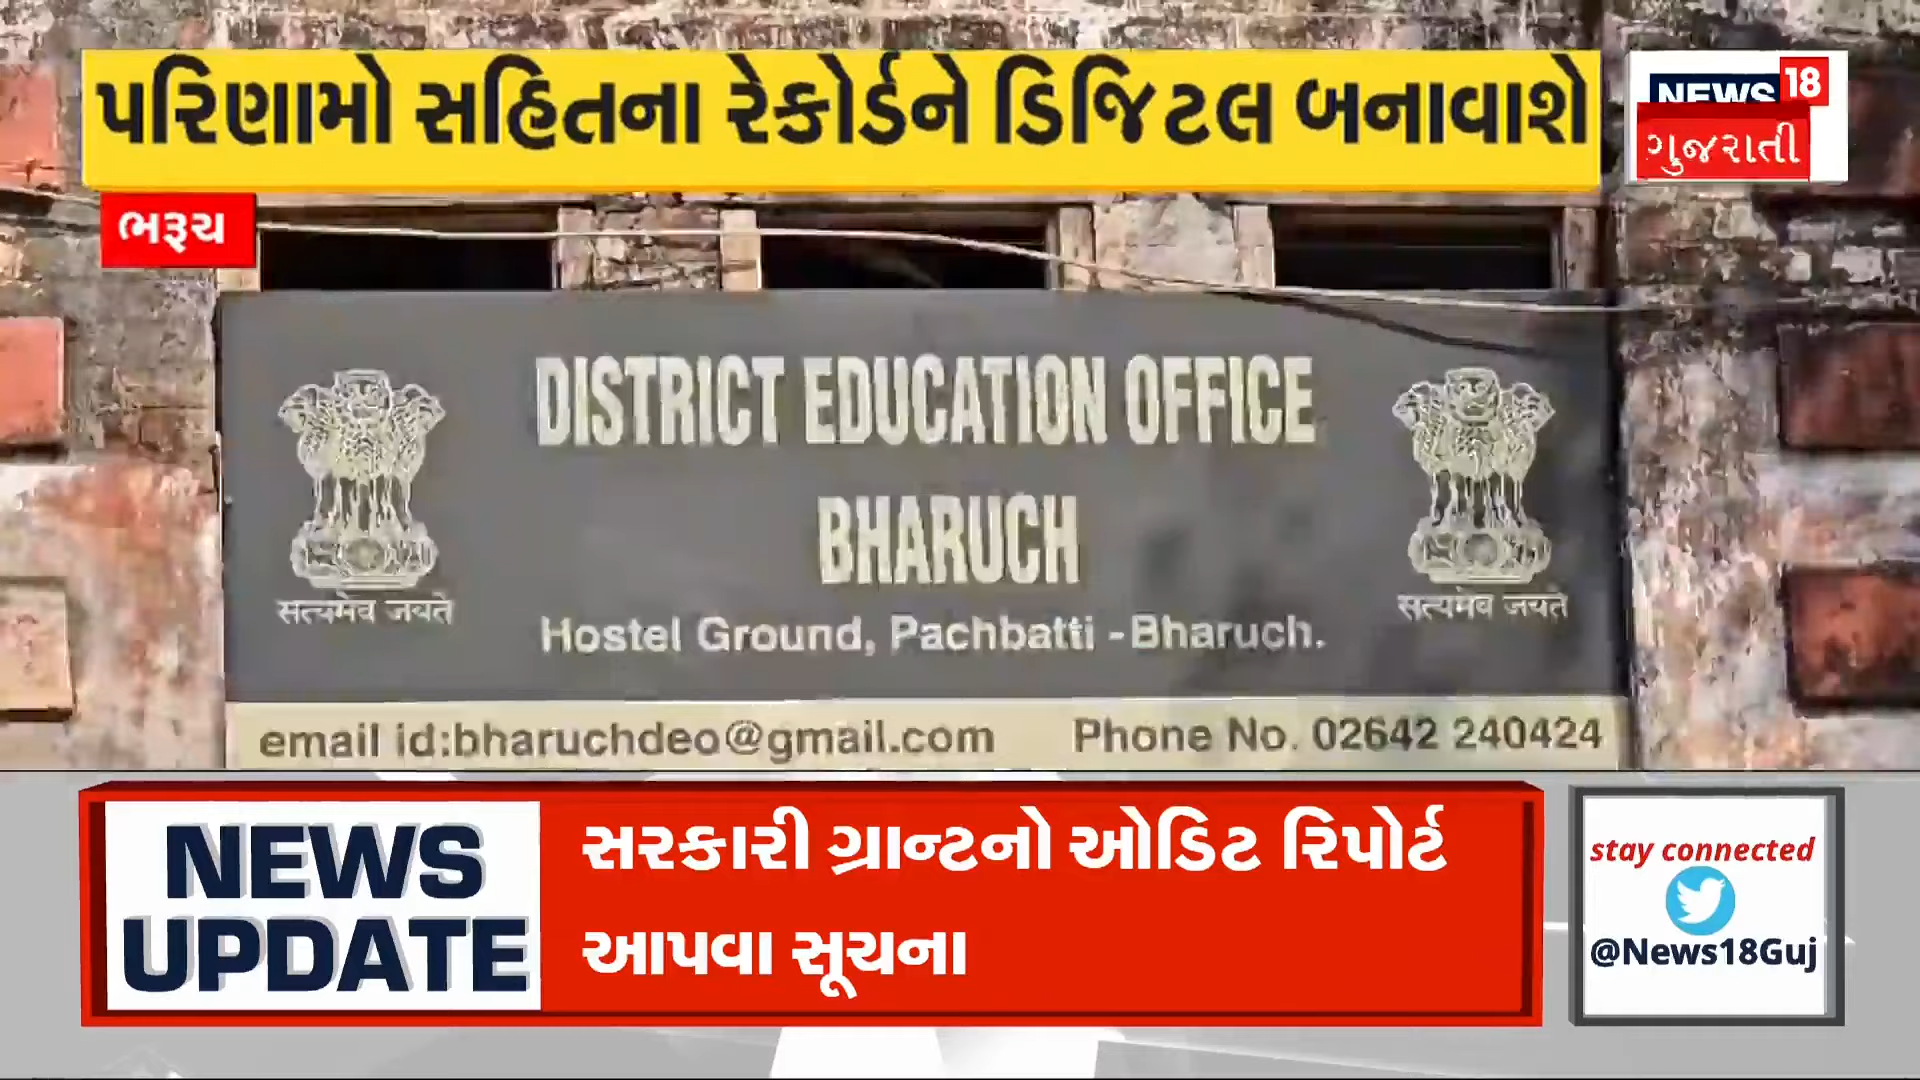 પરિણામો સહિતના રેકોર્ડને ડિજિટલ બનાવાશે
NEWS 18
ગુજરાતી
ભરૂચ
DISTRICT EDUCATION OFFICE
BHARUCH
सत्यमेव जयते
सत्यमेव जयते
Hostel Ground, Pachbatti -Bharuch.
email id:bharuchdeo@gmail.com Phone No. 02642 240424
NEWS
UPDATE
સરકારી ગ્રાન્ટનો ઓડિટ રિપોર્ટ
આપવા સૂચના
stay connected
@News18Guj